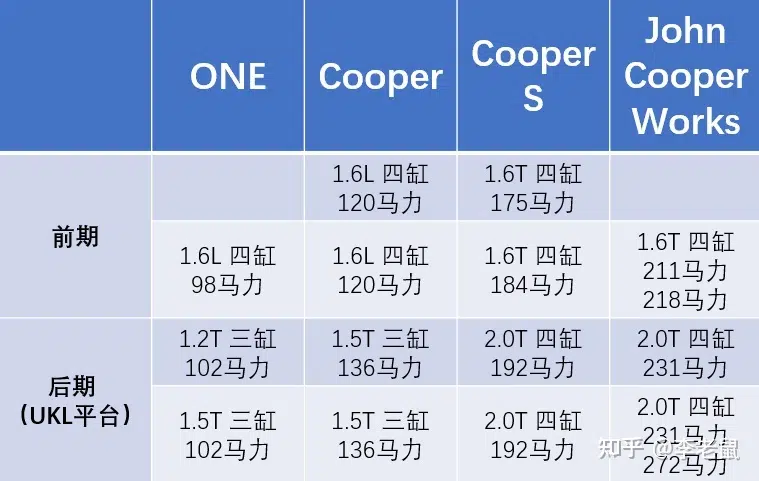 ONE
Cooper
Cooper
S
John
Cooper
Works
前期
1.6L 四缸
120马力
1.6T 四缸
175马力
1.6L 四缸
98马力
1.6L 四缸
120马力
1.6T 四缸
184马力
1.6T 四缸
211马力
218马力
后期
（UKL平台）
1.2T 三缸
102马力
1.5T 三缸
136马力
2.0T 四缸
192马力
2.0T 四缸
231马力
1.5T 三缸
102马力
1.5T 三缸
136马力
2.0T 四缸
192马力
2.0T 四缸
231马力
272马力
知乎 @李老鼠